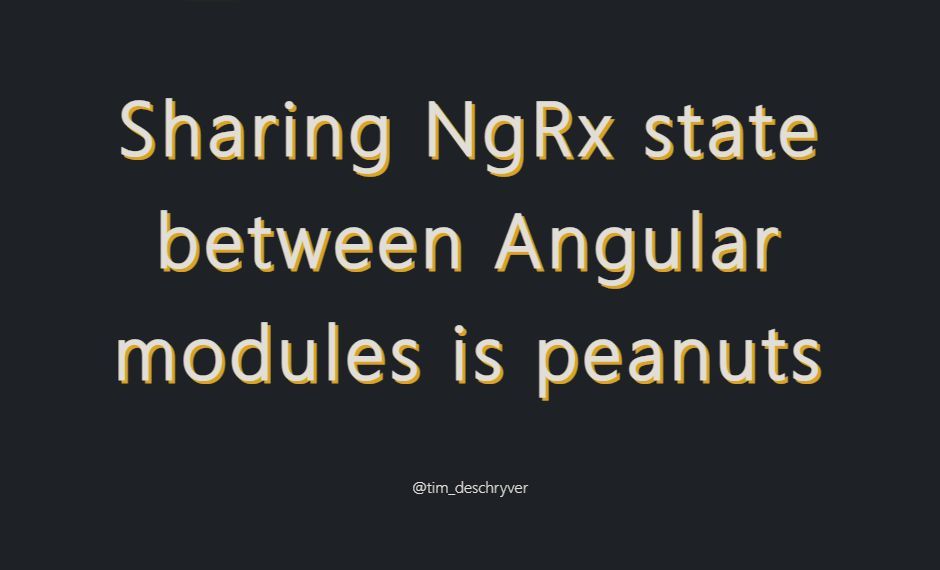 Sharing NgRx state
between Angular
modules is peanuts
@tim_deschryver